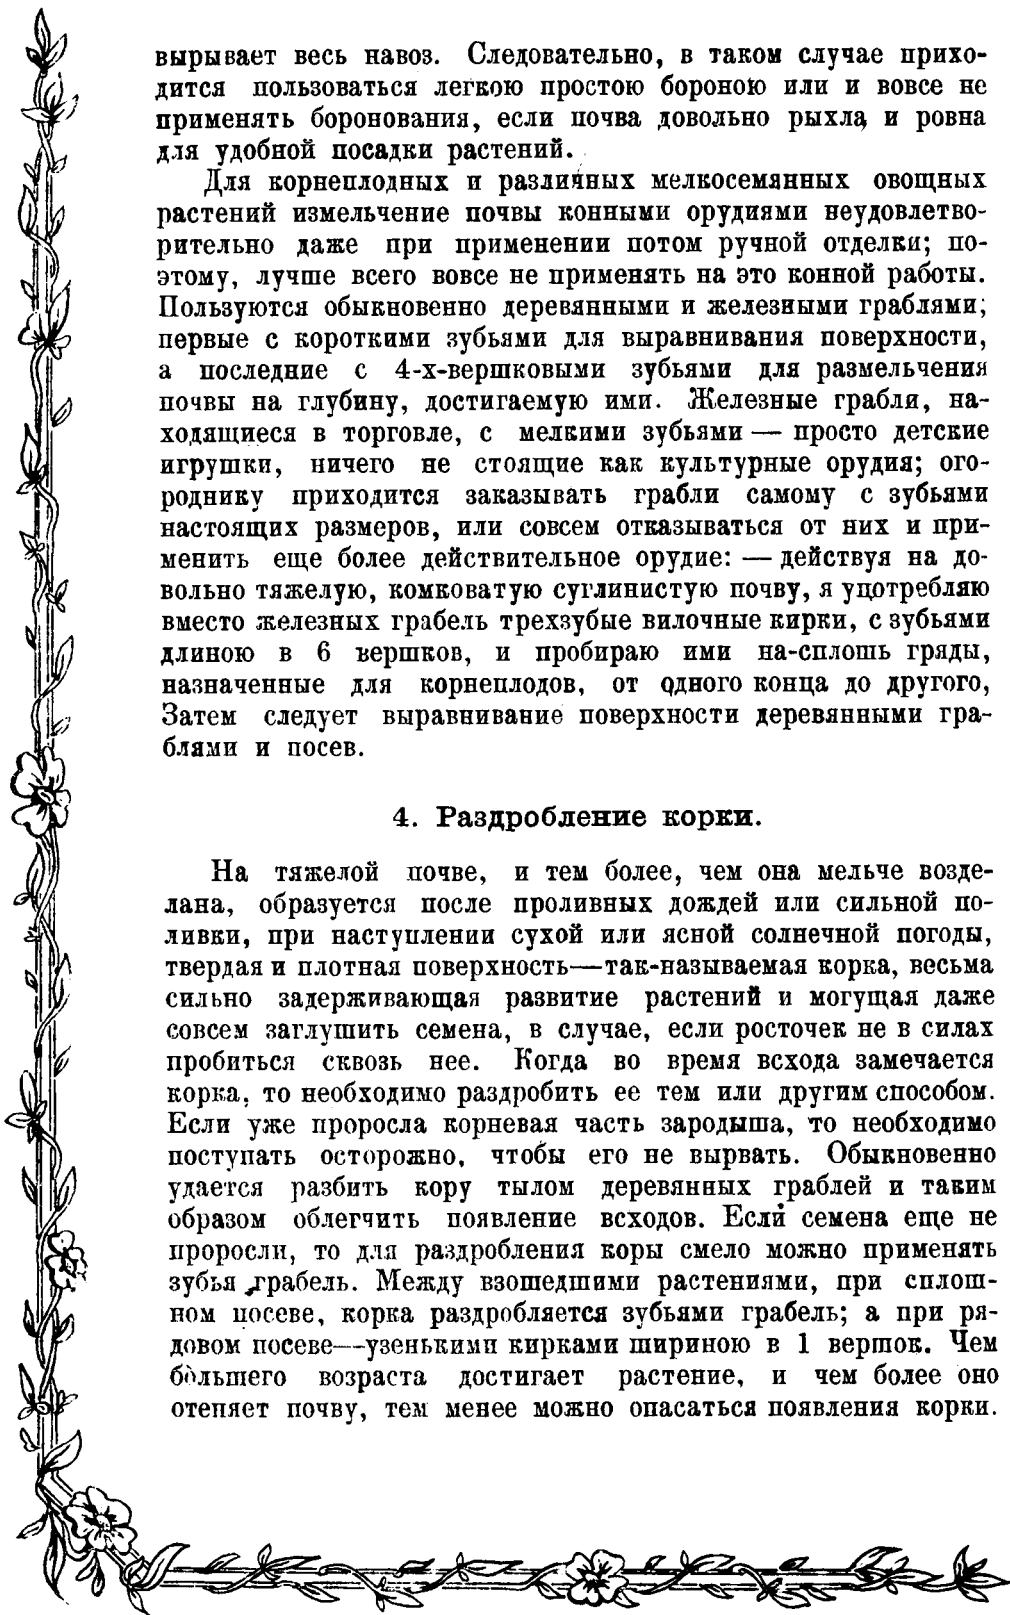 вырывает весь навоз. Следовательно, в таком случае прихо-
дится пользоваться легкою простою бороною или и вовсе не
применять боронования, если почва довольно рыхла и ровна
для удобной посадки растений.
Для корнеплодных и различных мелкосемянных овощных
растений измельчение почвы конными орудиями неудовлетво-
рительно даже при применении потом ручной отделки; по-
этому, лучше всего вовсе не применять на это конной работы.
Пользуются обыкновенно деревянными и железными граблями;
первые с короткими зубьями для выравнивания поверхности,
а последние с 4-х-вершковыми зубьями для размельчения
почвы на глубину, достигаемую ими. Железные грабля, на-
ходящиеся в торговле, с мелкими зубьями — просто детские
игрушки, ничего не стоящие как культурные орудия; ого-
роднику приходится заказывать грабли самому с зубьями
настоящих размеров, или совсем отказываться от них и при-
менить еще более действительное орудие: — действуя на до-
вольно тяжелую, комковатую суглинистую почву, я употребляю
вместо железных грабель трехзубые вилочные кирки, с зубьями
длиною в 6 вершков, и пробираю ими на-сплошь гряды,
назначенные для корнеплодов, от одного конца до другого,
Затем следует выравнивание поверхности деревянными гра-
блями и посев.
4. Раздробление корки.
На тяжелой почве, и тем более, чем она мельче возде-
лана, образуется после проливных дождей или сильной по-
ливки, при наступлении сухой или ясной солнечной погоды,
твердая и плотная поверхность—так-называемая корка, весьма
сильно задерживающая развитие растений и могущая даже
совсем заглушить семена, в случае, если росточек не в силах
пробиться сквозь нее. Когда во время всхода замечается
корка, то необходимо раздробить ее тем или другим способом.
Если уже проросла корневая часть зародыша, то необходимо
поступать осторожно, чтобы его не вырвать. Обыкновенно
удается разбить кору тылом деревянных граблей и таким
образом облегчить появление всходов. Если семена еще не
проросли, то для раздробления коры смело можно применять
зубья грабель. Между взошедшими растениями, при сплош-
ном посеве, корка раздробляется зубьями грабель; а при ря-
довом посеве—узенькими кирками шириною в 1 вершок. Чем
большего возраста достигает растение, и чем более оно
отеняет почву, тем менее можно опасаться появления корки.